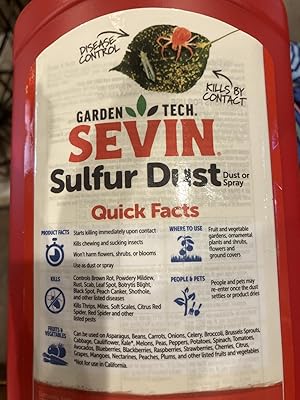 DISEASE
CONTROL
KILLS BY
CONTACT
GARDEN TECH.
SEVIN
Sulfur Dust Dust or
Spray
Quick Facts
PRODUCT FACTS
Starts killing immediately upon contact
Kills chewing and sucking insects
Won't harm flowers, shrubs, or blooms
Use as dust or spray
WHERE TO USE
Fruit and vegetable
gardens, ornamental
plants and shrubs,
flowers and
ground covers
KILLS
Controls Brown Rot, Powdery Mildew,
Rust, Scab, Leaf Spot, Botrytis Blight,
Black Spot, Peach Canker, Shothole,
and other listed diseases
Kills Thrips, Mites, Soft Scales, Citrus Red
Spider, Red Spider and other
listed pests
PEOPLE & PETS
People and pets may
re-enter once the dust
settles or product dries
FRUITS &
VEGETABLES
Can be used on Asparagus, Beans, Carrots, Onions, Celery, Broccoli, Brussels Sprouts,
Cabbage, Cauliflower, Kale*, Melons, Peas, Peppers, Potatoes, Spinach, Tomatoes,
Avocados, Blueberries, Blackberries, Raspberries, Strawberries, Cherries, Citrus,
Grapes, Mangoes, Nectarines, Peaches, Plums, and other listed fruits and vegetables
*Not for use in California.